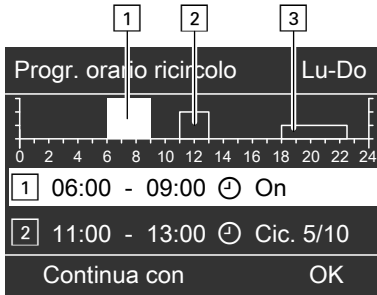 1 2 3
Progr. orario ricircolo Lu-Do
0 2 4 6 8 10 12 14 16 18 20 22 24
1 06:00 - 09:00 On
2 11:00 - 13:00 Cic. 5/10
Continua con OK